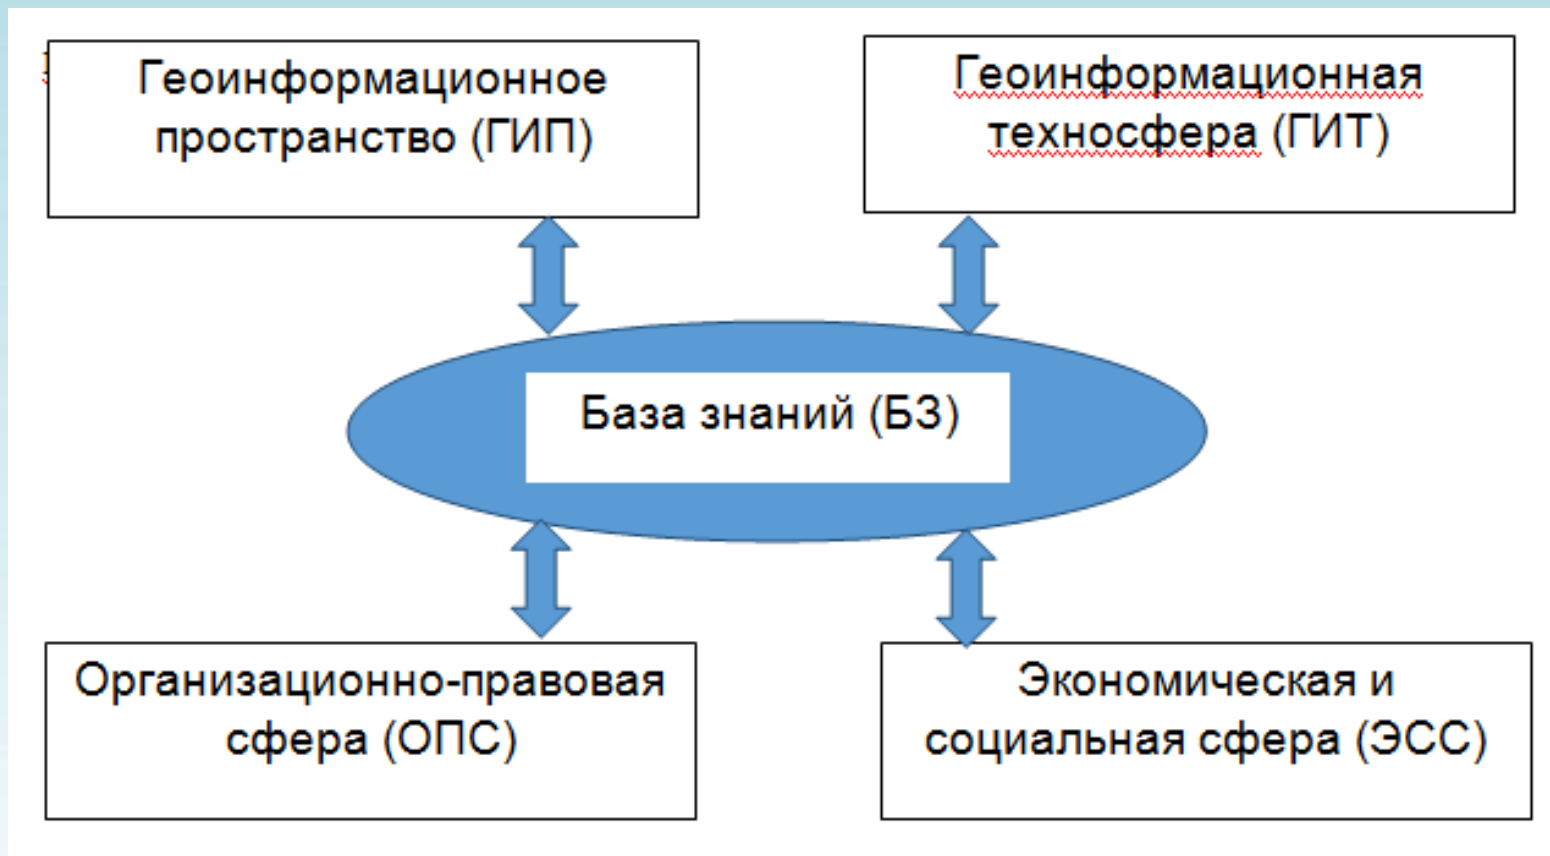 Геоинформационное
пространство (ГИП)
Геоинформационная
техносфера (ГИТ)
База знаний (БЗ)
Организационно-правовая
сфера (ОПС)
Экономическая и
социальная сфера (ЭСС)